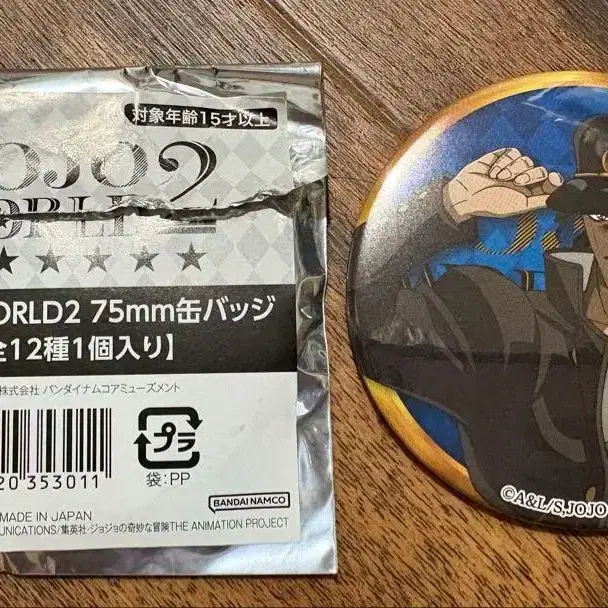 対象年齢15才以上
OJO
ORLD 2
ORLD2 75mm缶バッジ
全12種1個入り】
株式会社 バンダイナムコアミューズメント
20 353011
プラ
袋:PP
BANDAI NAMCO
MADE IN JAPAN
UNICATIONS/集英社・ジョジョの奇妙な冒険THE ANIMATION PROJECT
©A&L/S,JOJO